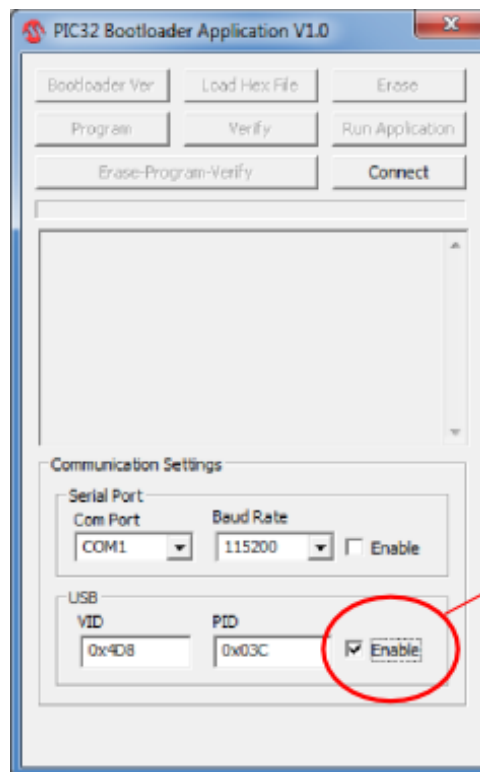 PIC32 Bootloader Application V1.0
Bootloader Ver Load Hex File Erase
Program Verify Run Application
Erase-Program-Verify Connect
Communication Settings
Serial Port
Com Port Baud Rate
COM1 115200 Enable
USB
VID PID
0x4D8 0x03C Enable